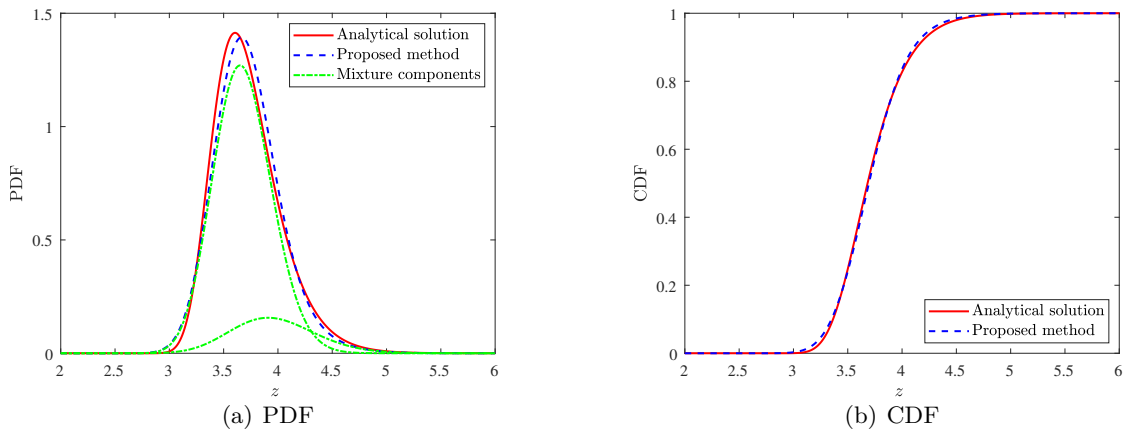 1.5
1
0.5
0
PDF
Analytical solution
Proposed method
Mixture components
2 2.5 3 3.5 4 4.5 5 5.5 6
z
(a) PDF
1
0.8
0.6
0.4
0.2
0
CDF
Analytical solution
Proposed method
2 2.5 3 3.5 4 4.5 5 5.5 6
z
(b) CDF